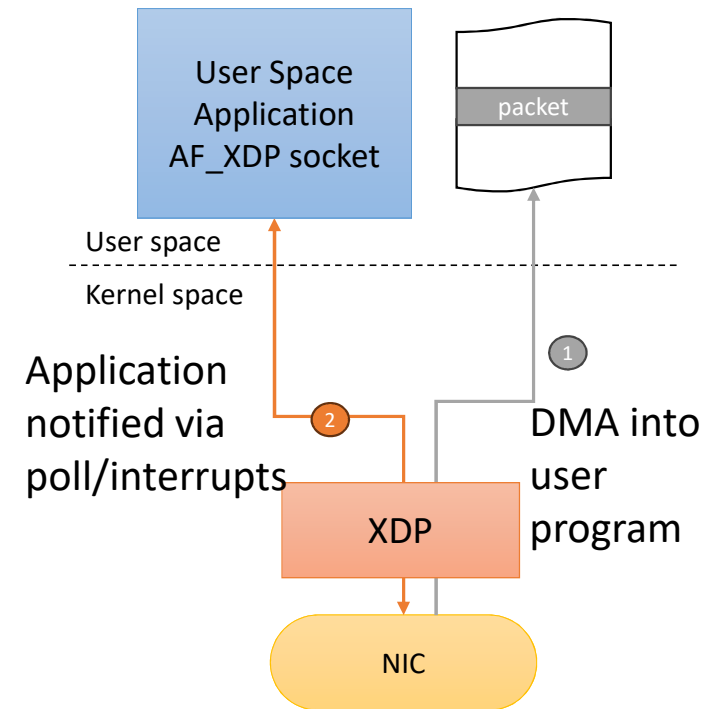 User Space
Application
AF_XDP socket
packet
User space
Kernel space
1
Application
notified via
poll/interrupts
2
DMA into
user
program
XDP
NIC